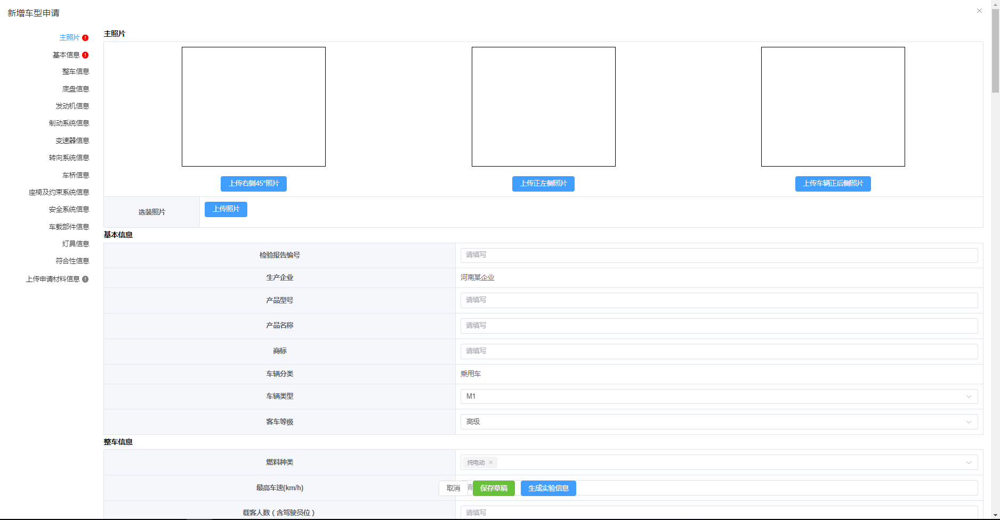 新增车型申请
主照片
基本信息
整车信息
底盘信息
发动机信息
制动系统信息
变速器信息
转向系统信息
车桥信息
座椅及约束系统信息
安全系统信息
车载部件信息
灯具信息
符合性信息
上传申请材料信息
主照片
上传右侧45°照片
上传正左侧照片
上传车辆正后侧照片
选装照片
上传照片
基本信息
检验报告编号
请填写
生产企业
河南某企业
产品型号
请填写
产品名称
请填写
商标
请填写
车辆分类
乘用车
车辆类型
M1
客车等级
高级
整车信息
燃料种类
纯电动
最高车速(km/h)
取消
请
保存草稿
生成实验信息
载客人数（含驾驶员位）
请填写